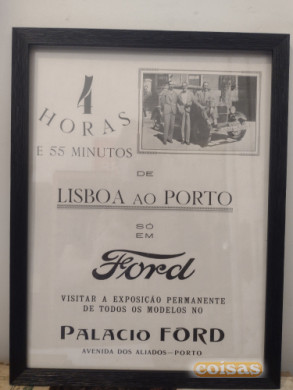 4
HORAS
E 55 MINUTOS
DE
LISBOA AO PORTO
SÓ
EM
Ford
VISITAR A EXPOSIÇÃO PERMANENTE
DE TODOS OS MODELOS NO
PALACIO FORD
AVENIDA DOS ALIADOS—PORTO
coisas